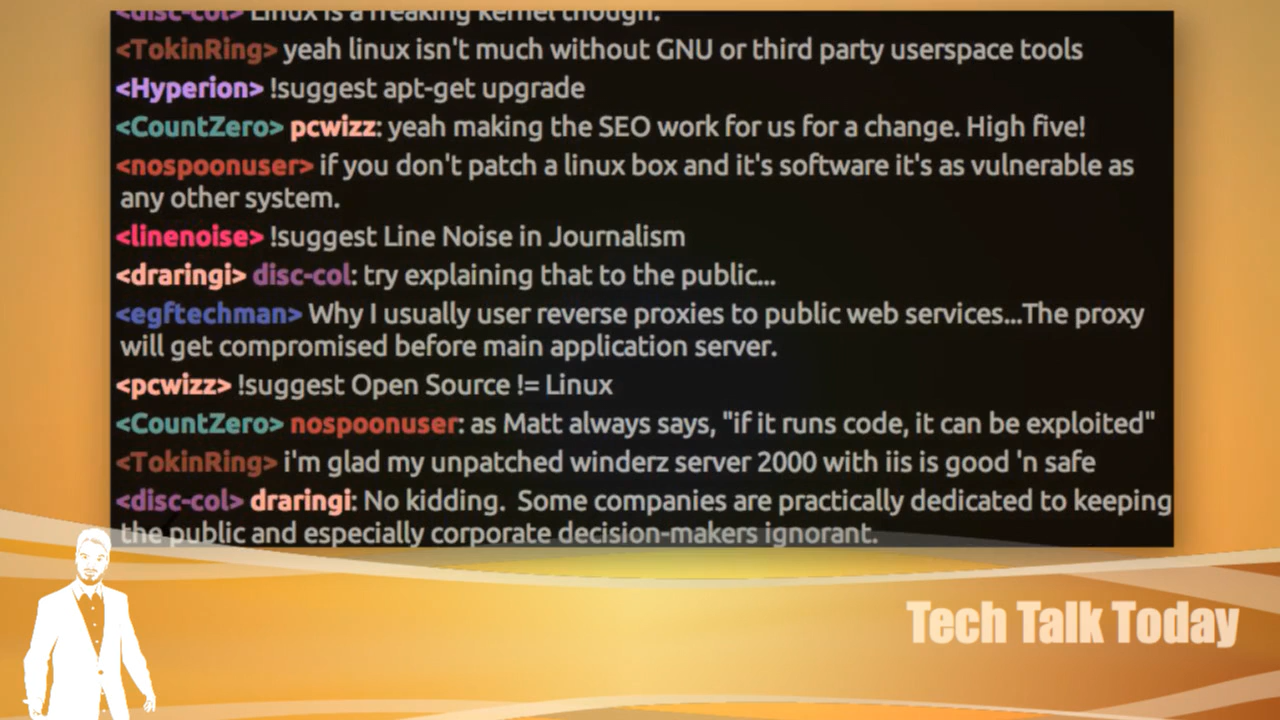 <disc-col> Linux is a freaking kernel though.
<TokinRing> yeah linux isn't much without GNU or third party userspace tools
<Hyperion> !suggest apt-get upgrade
<CountZero> pcwizz: yeah making the SEO work for us for a change. High five!
<nospoonuser> if you don't patch a linux box and it's software it's as vulnerable as
any other system.
<linenoise> !suggest Line Noise in Journalism
<draringi> disc-col: try explaining that to the public...
<egftechman> Why I usually user reverse proxies to public web services...The proxy
will get compromised before main application server.
<pcwizz> !suggest Open Source != Linux
<CountZero> nospoonuser: as Matt always says, "if it runs code, it can be exploited"
<TokinRing> i'm glad my unpatched winderz server 2000 with iis is good 'n safe
<disc-col> draringi: No kidding.  Some companies are practically dedicated to keeping
the public and especially corporate decision-makers ignorant.
Tech Talk Today